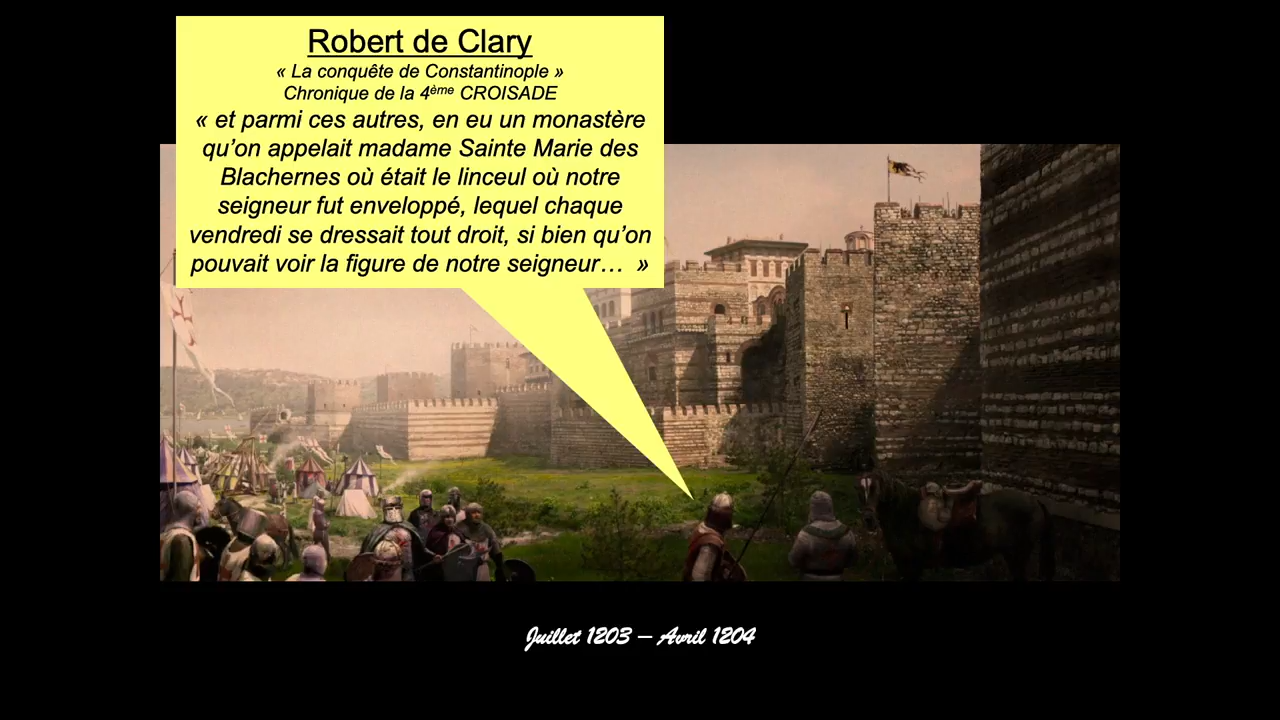 Robert de Clary
« La conquête de Constantinople »
Chronique de la 4ème CROISADE
« et parmi ces autres, en eu un monastère
qu’on appelait madame Sainte Marie des
Blachernes où était le linceul où notre
seigneur fut enveloppé, lequel chaque
vendredi se dressait tout droit, si bien qu’on
pouvait voir la figure de notre seigneur… »
Juillet 1203 – Avril 1204